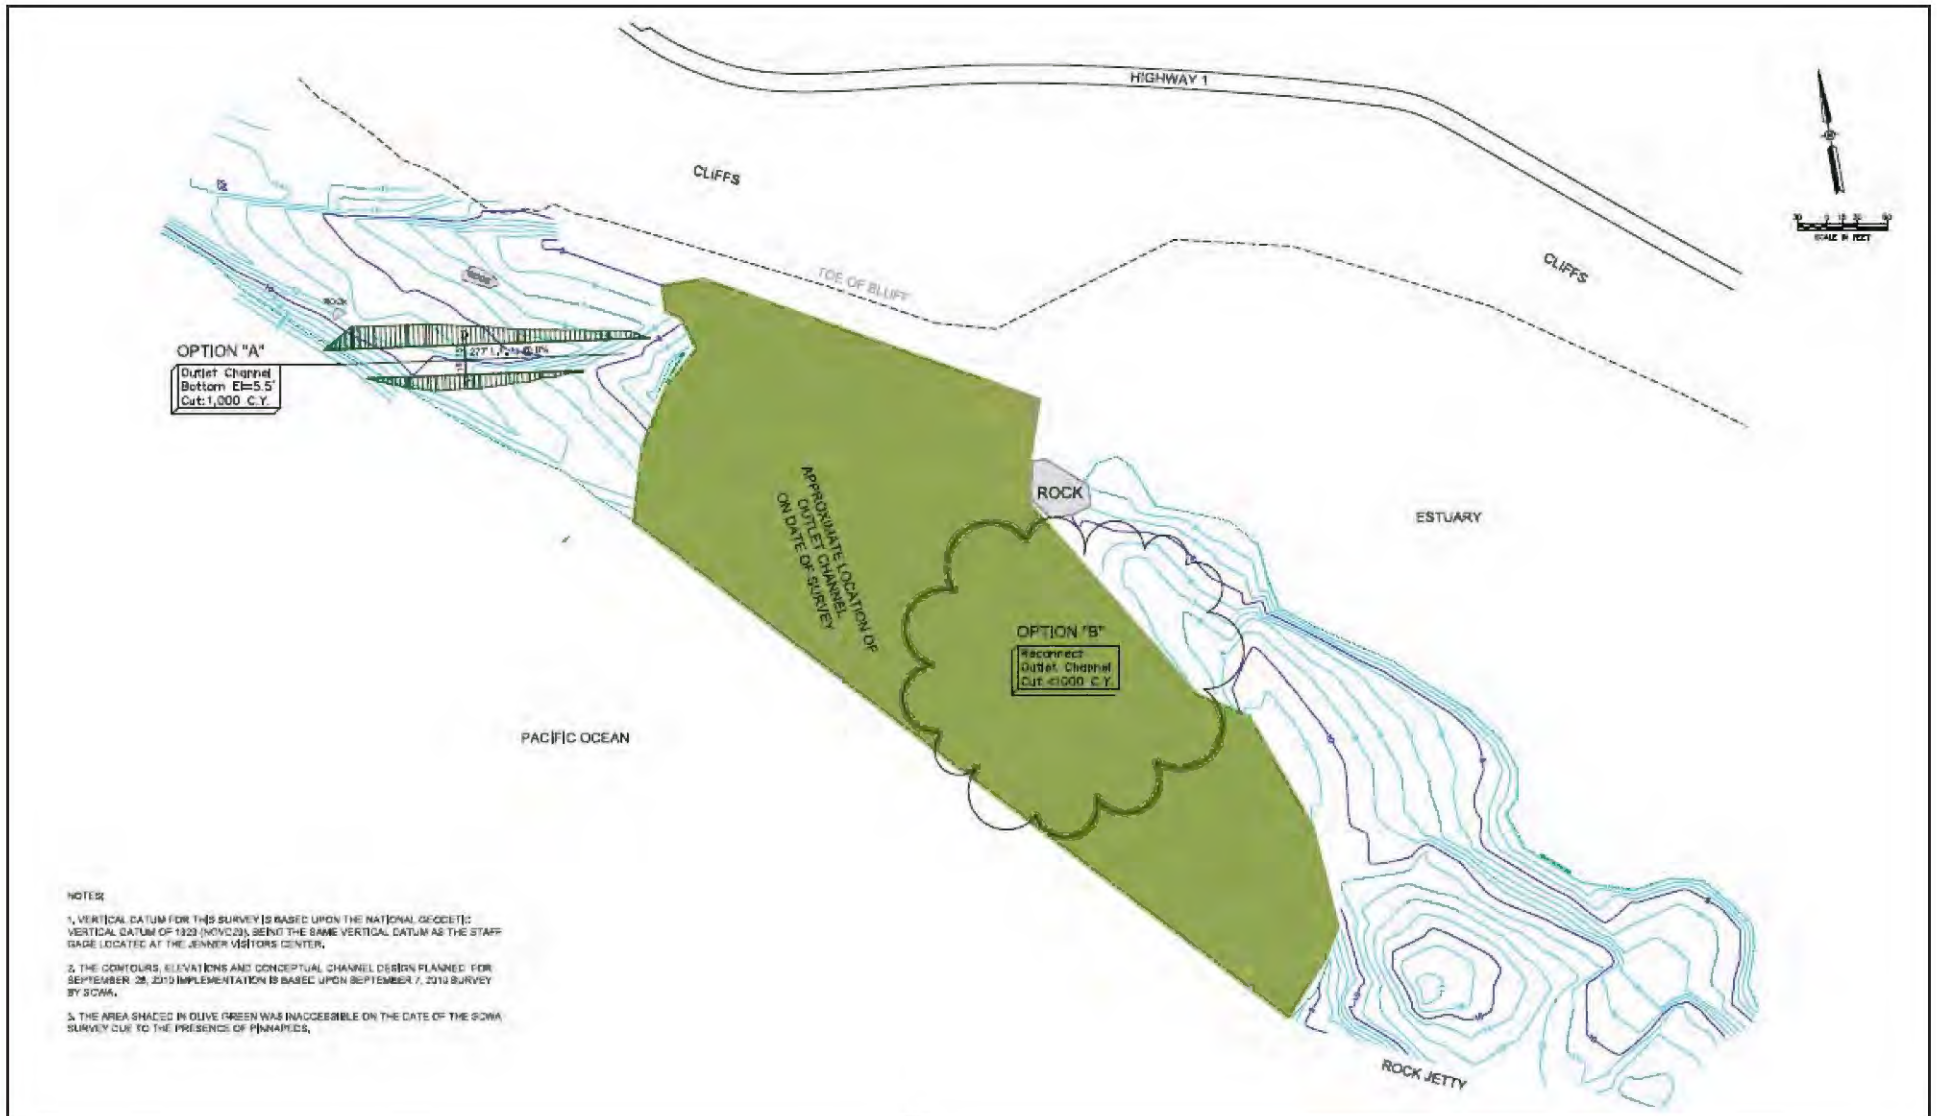 HIGHWAY 1
CLIFFS
CLIFFS
SCALE IN FEET
TOE OF BLUFF
ROCK
OPTION "A"
Outlet Channel
Bottom El=5.5'
Cut:1,000 C.Y.
ROCK
ESTUARY
APPROXIMATE LOCATION OF
OUTLET CHANNEL
ON DATE OF SURVEY
OPTION "B"
Reconnect
Outlet Channel
Cut <1000 C.Y.
PACIFIC OCEAN
ROCK JETTY
NOTES:
1. VERTICAL DATUM FOR THIS SURVEY IS BASED UPON THE NATIONAL GEODETIC
VERTICAL DATUM OF 1929 (NGVD29), BEING THE SAME VERTICAL DATUM AS THE STAFF
GAGE LOCATED AT THE JENNER VISITORS CENTER.
2. THE CONTOURS, ELEVATIONS AND CONCEPTUAL CHANNEL DESIGN PLANNED FOR
SEPTEMBER 28, 2010 IMPLEMENTATION IS BASED UPON SEPTEMBER 7, 2010 SURVEY
BY SCWA.
3. THE AREA SHADED IN OLIVE GREEN WAS INACCESSIBLE ON THE DATE OF THE SCWA
SURVEY DUE TO THE PRESENCE OF PINNAPEDS.